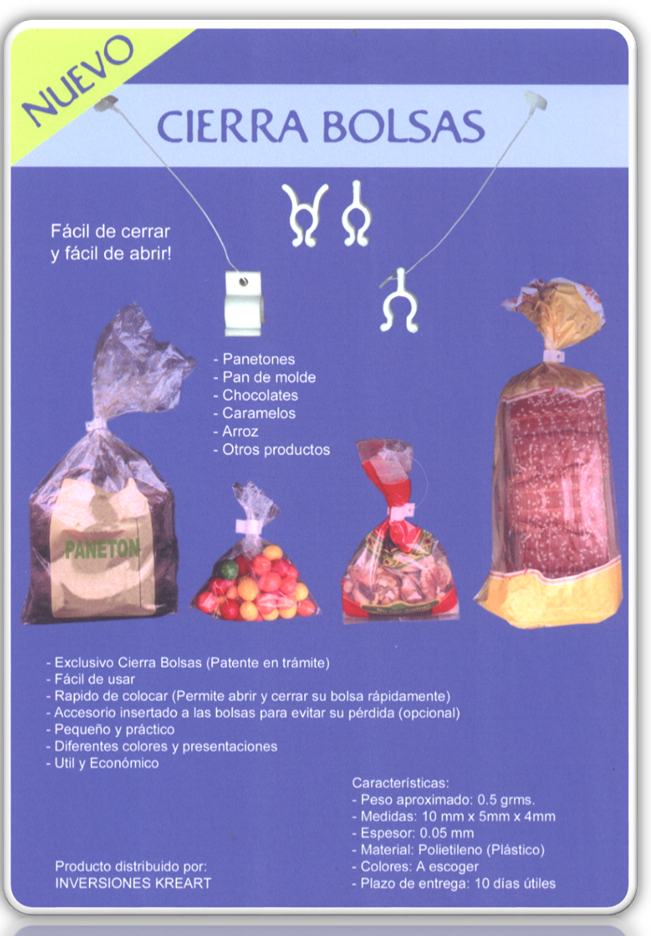 NUEVO
CIERRA BOLSAS
Fácil de cerrar
y fácil de abrir!
- Panetones
- Pan de molde
- Chocolates
- Caramelos
- Arroz
- Otros productos
PANETON
- Exclusivo Cierra Bolsas (Patente en trámite)
- Fácil de usar
- Rapido de colocar (Permite abrir y cerrar su bolsa rápidamente)
- Accesorio insertado a las bolsas para evitar su pérdida (opcional)
- Pequeño y práctico
- Diferentes colores y presentaciones
- Util y Económico
Características:
- Peso aproximado: 0.5 grms.
- Medidas: 10 mm x 5mm x 4mm
- Espesor: 0.05 mm
- Material: Polietileno (Plástico)
- Colores: A escoger
- Plazo de entrega: 10 días útiles
Producto distribuido por:
INVERSIONES KREART